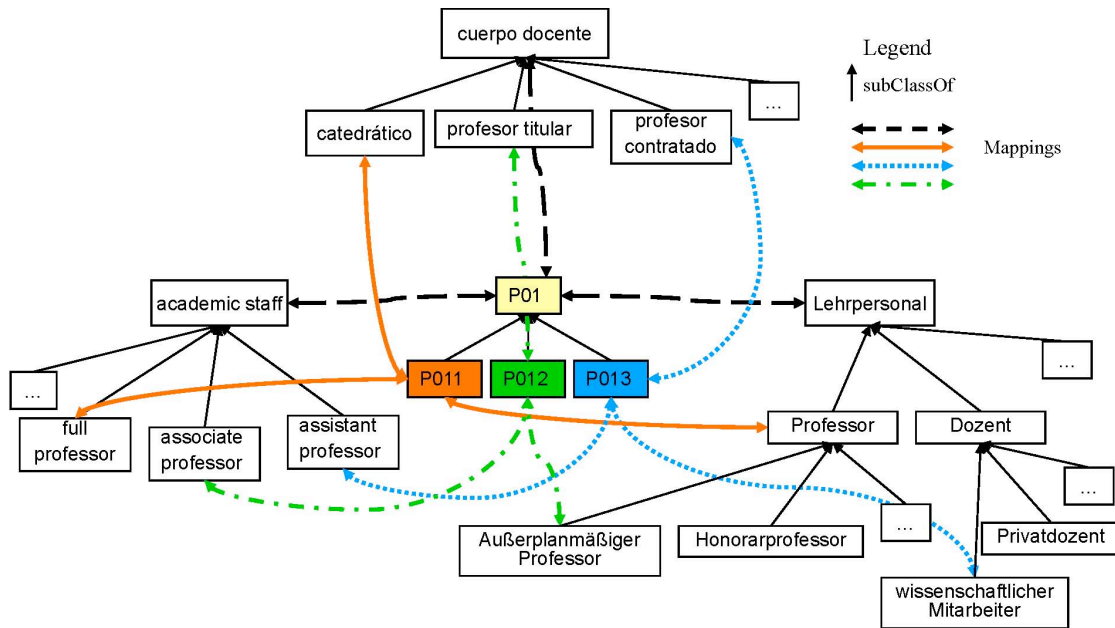 cuerpo docente
Legend
subClassOf
...
catedrático
profesor titular
profesor
contratado
Mappings
academic staff
P01
Lehrpersonal
...
P011
P012
P013
...
full
professor
associate
professor
assistant
professor
Professor
Dozent
...
...
Außerplanmäßiger
Professor
Honorarprofessor
Privatdozent
wissenschaftlicher
Mitarbeiter